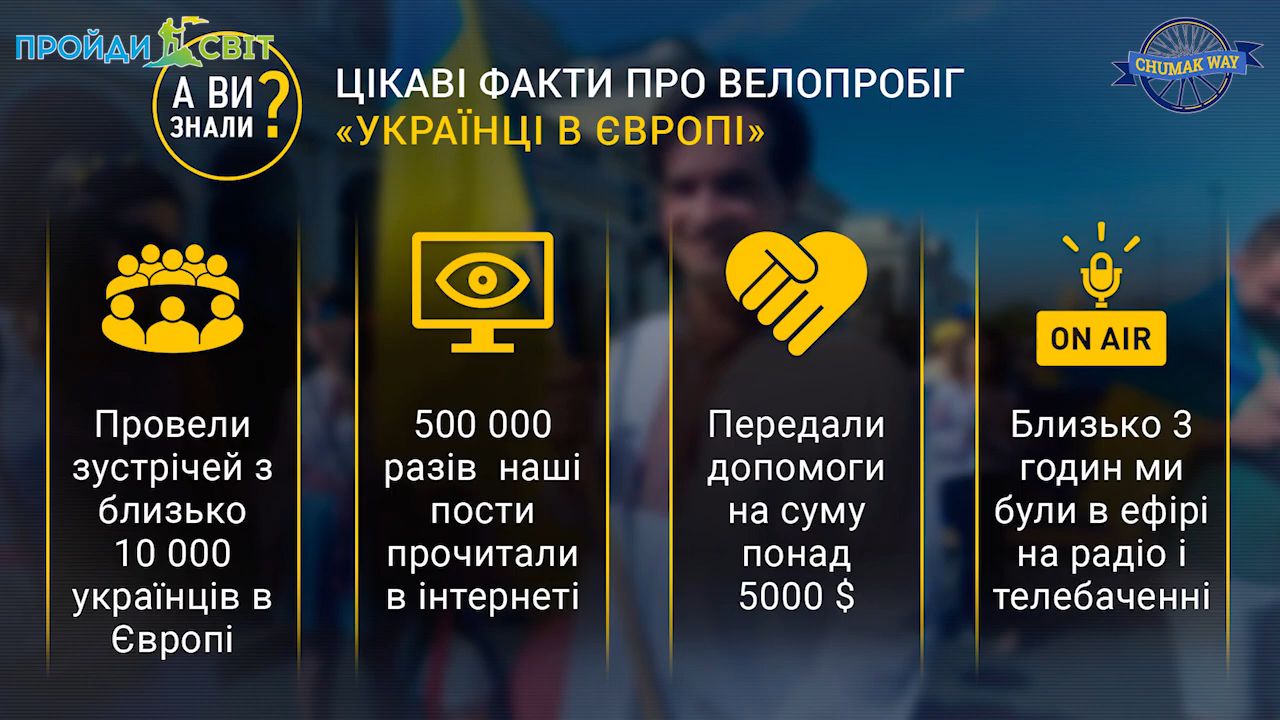 ПРОЙДИ СВІТ
CHUMAK WAY
А ВИ
ЗНАЛИ?
ЦІКАВІ ФАКТИ ПРО ВЕЛОПРОБІГ
«УКРАЇНЦІ В ЄВРОПІ»
Провели
зустрічей з
близько
10 000
українців в
Європі
500 000
разів наші
пости
прочитали
в інтернеті
Передали
допомоги
на суму
понад
5000 $
ON AIR
Близько 3
годин ми
були в ефірі
на радіо і
телебаченні